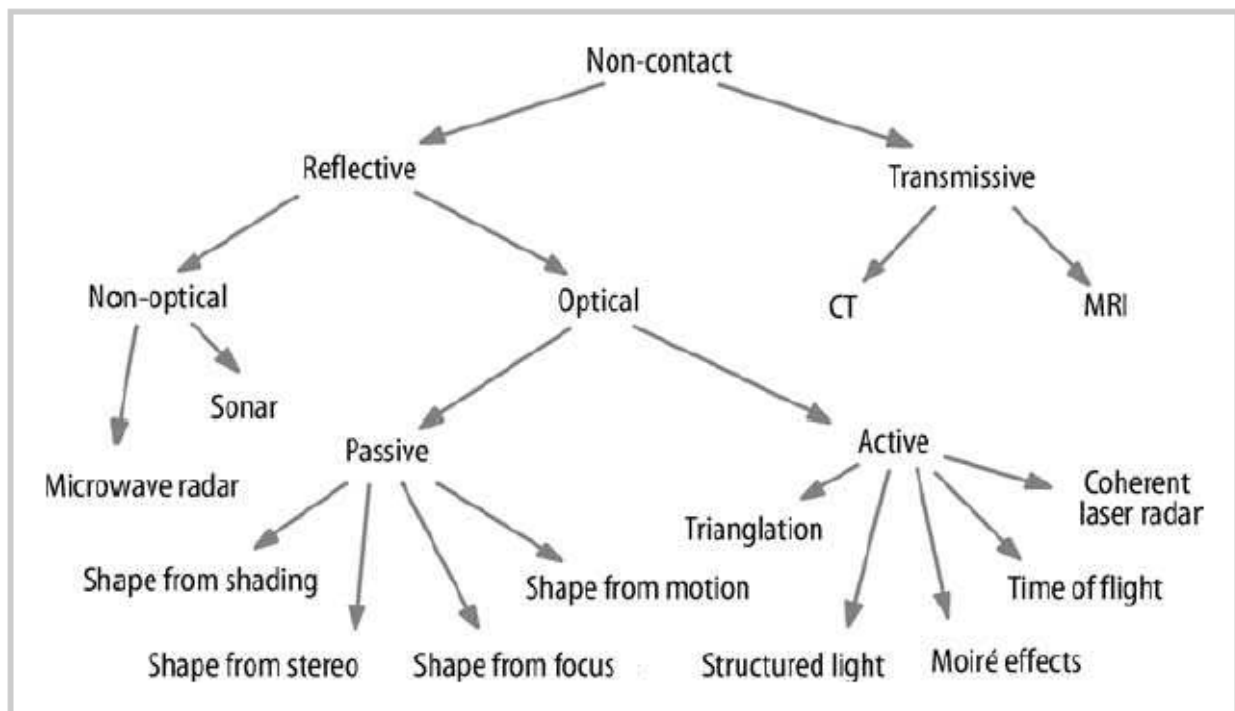 Non-contact
Reflective
Transmissive
Non-optical
Optical
CT
MRI
Sonar
Microwave radar
Passive
Active
Trianglation
Coherent
laser radar
Shape from shading
Shape from motion
Time of flight
Shape from stereo
Shape from focus
Structured light
Moiré effects